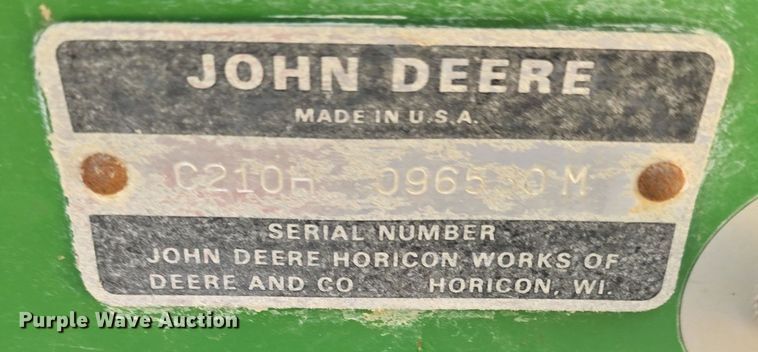 JOHN DEERE
MADE IN U.S.A.
C210H
SERIAL NUMBER
JOHN DEERE HORICON WORKS OF
DEERE AND CO HORICON, WI.
Purple Wave Auction